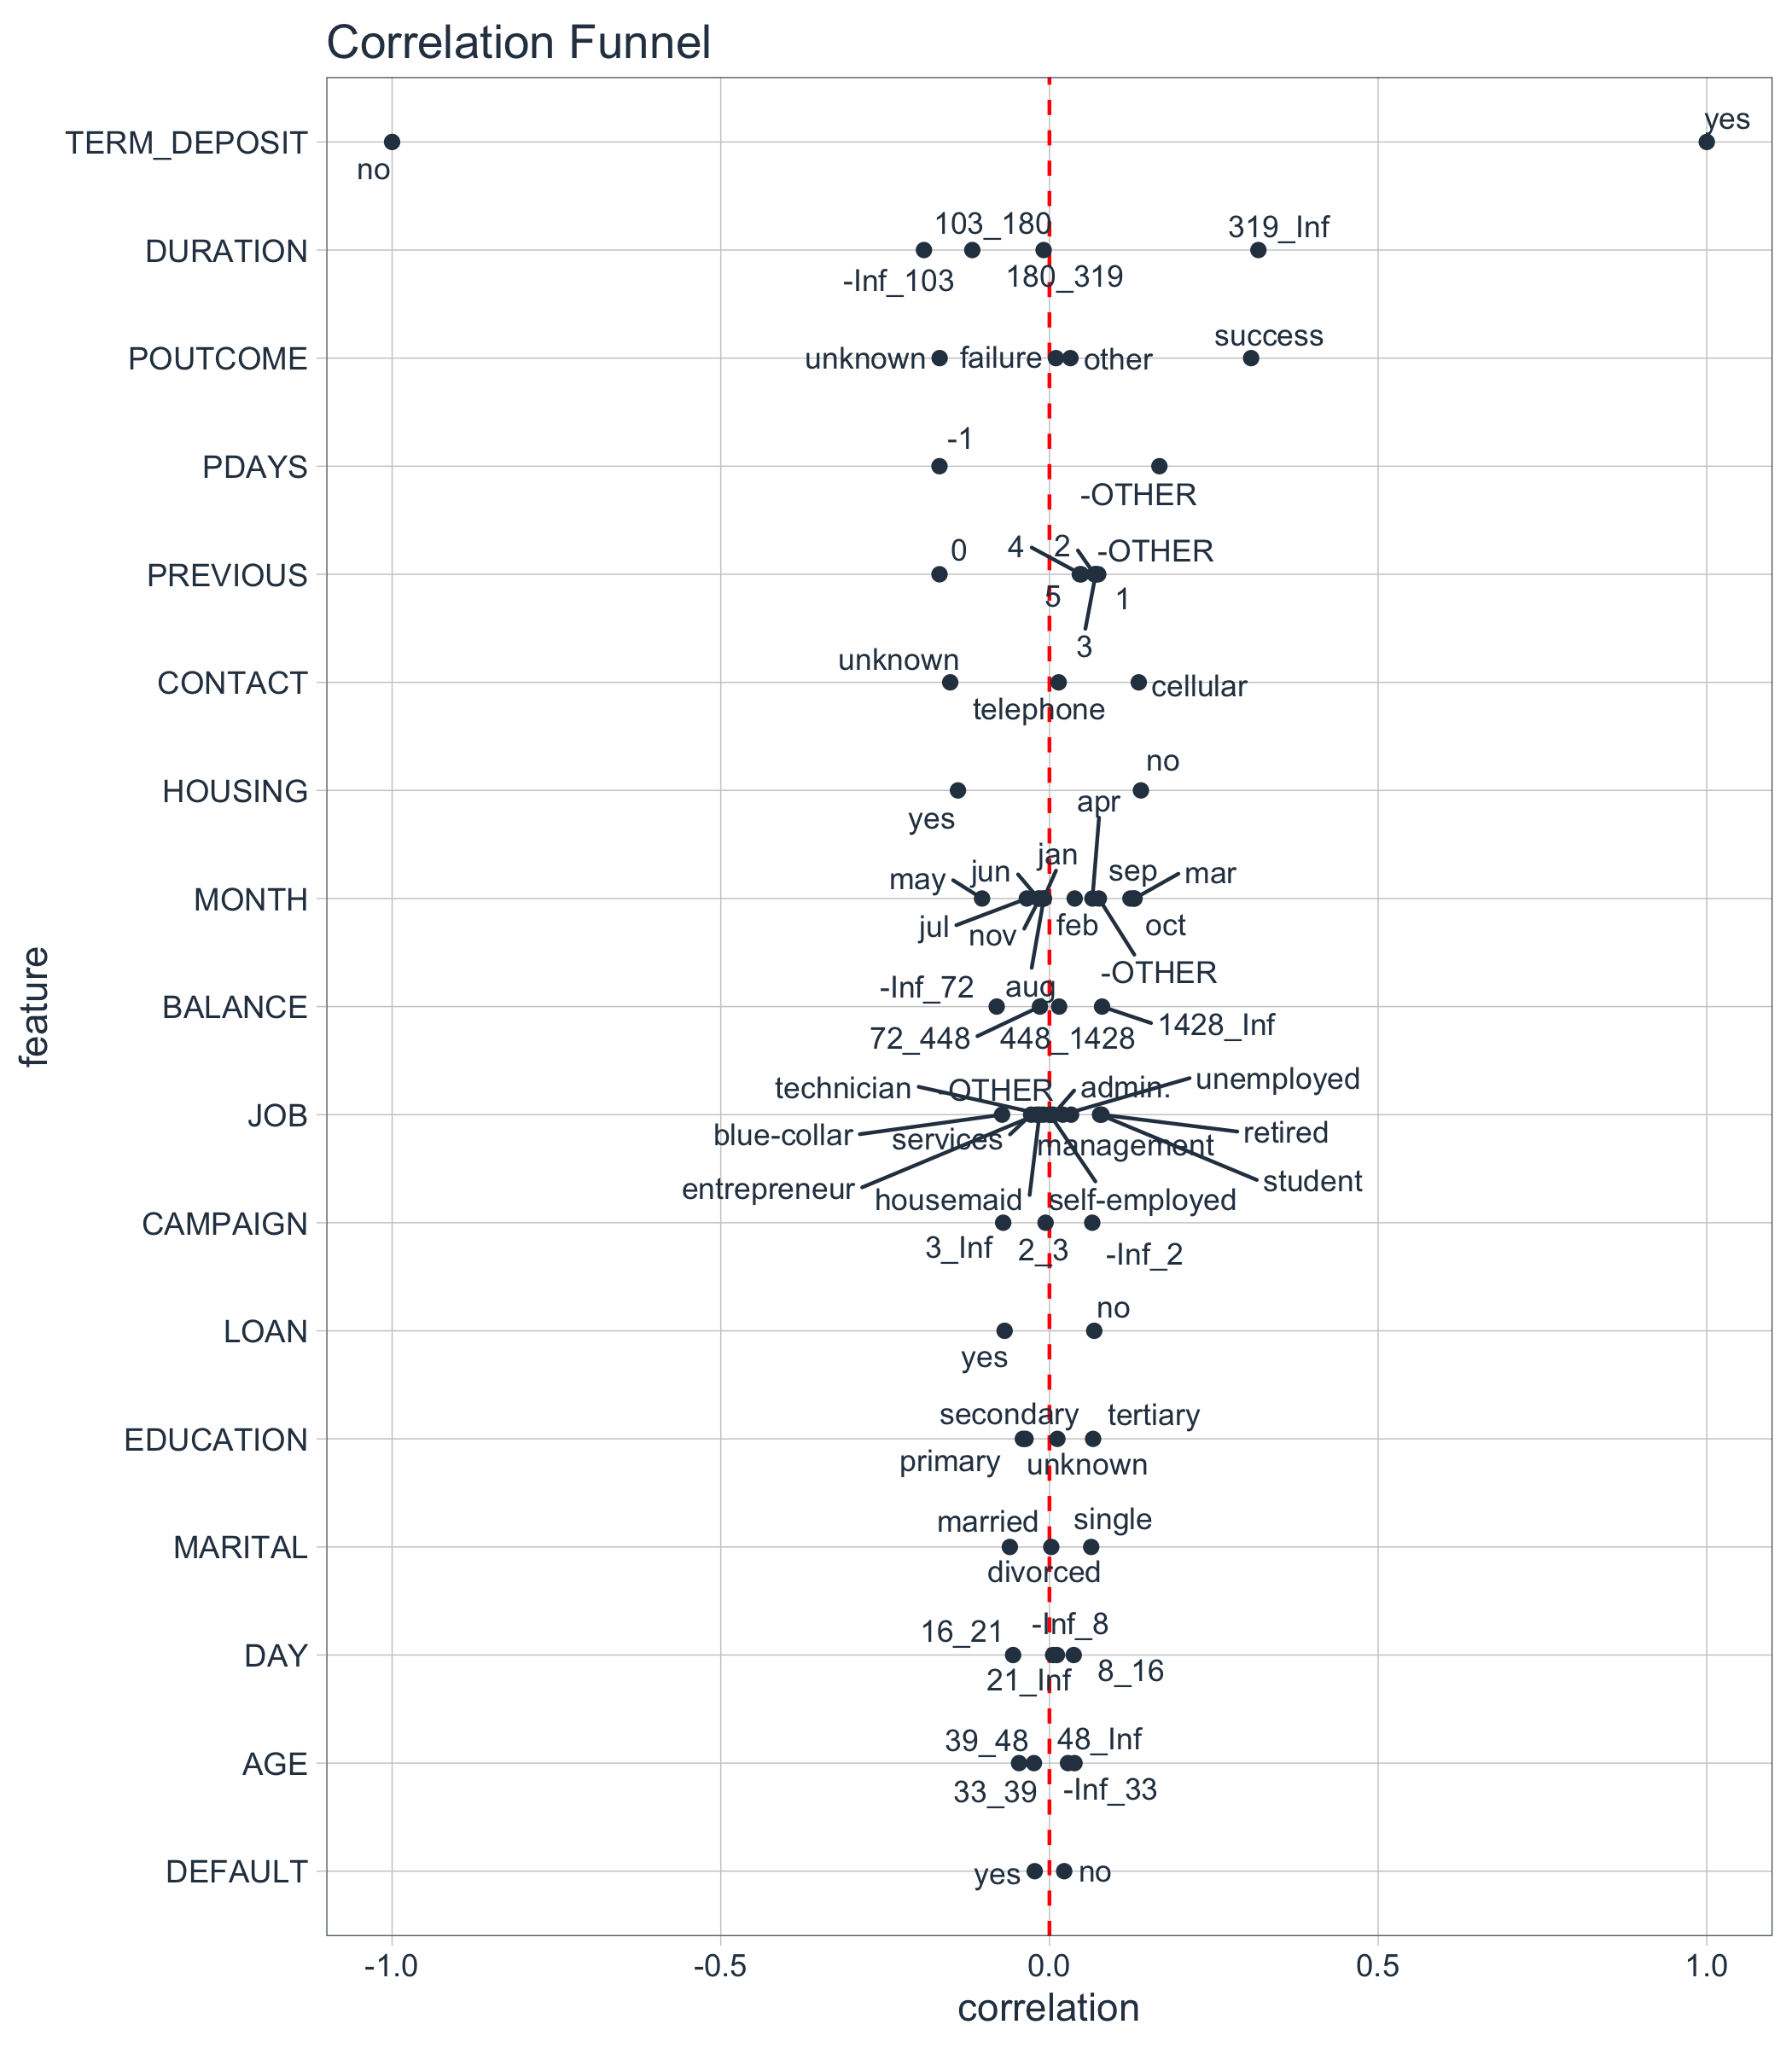 Correlation Funnel
yes
TERM_DEPOSIT
no
103_180
319_Inf
DURATION
-Inf_103
180_319
success
POUTCOME
unknown
failure
other
-1
PDAYS
-OTHER
0
4
2
-OTHER
PREVIOUS
5
1
3
unknown
CONTACT
cellular
telephone
no
HOUSING
apr
yes
jan
may
jun
sep
mar
MONTH
jul
nov
feb
oct
-OTHER
-Inf_72
aug
BALANCE
72_448
448_1428
1428_Inf
technician
-OTHER
admin.
unemployed
JOB
blue-collar
services
management
retired
entrepreneur
housemaid
self-employed
student
CAMPAIGN
3_Inf
2_3
-Inf_2
no
LOAN
yes
secondary
tertiary
EDUCATION
primary
unknown
married
single
MARITAL
divorced
16_21
-Inf_8
DAY
21_Inf
8_16
39_48
48_Inf
AGE
33_39
-Inf_33
DEFAULT
yes
no
feature
-1.0
-0.5
0.0
0.5
1.0
correlation